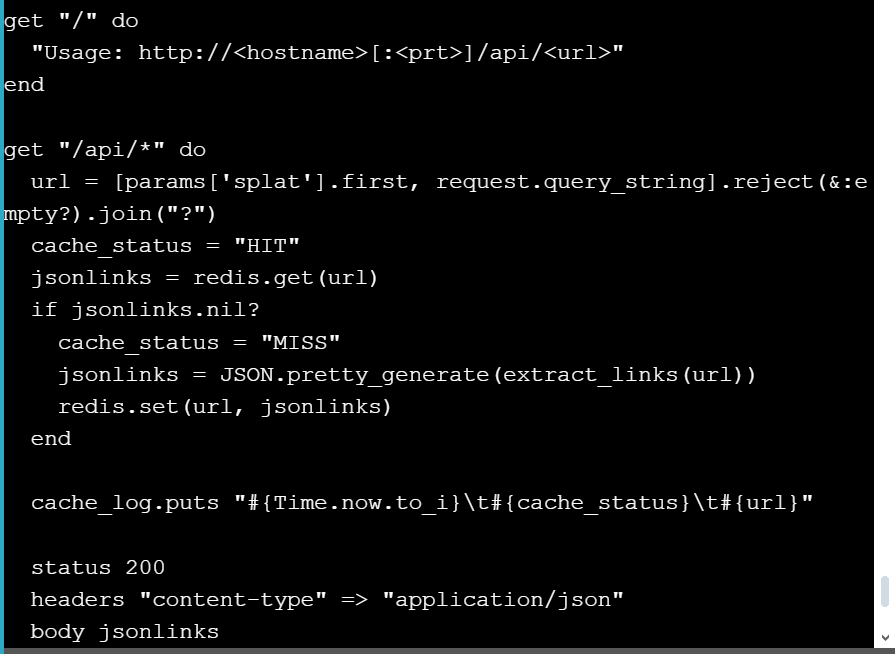 get "/" do
  "Usage: http://<hostname>[:<prt>]/api/<url>"
end

get "/api/*" do
  url = [params['splat'].first, request.query_string].reject(&:e
mpty?).join("?")
  cache_status = "HIT"
  jsonlinks = redis.get(url)
  if jsonlinks.nil?
    cache_status = "MISS"
    jsonlinks = JSON.pretty_generate(extract_links(url))
    redis.set(url, jsonlinks)
  end

  cache_log.puts "#{Time.now.to_i}\t#{cache_status}\t#{url}"

  status 200
  headers "content-type" => "application/json"
  body jsonlinks